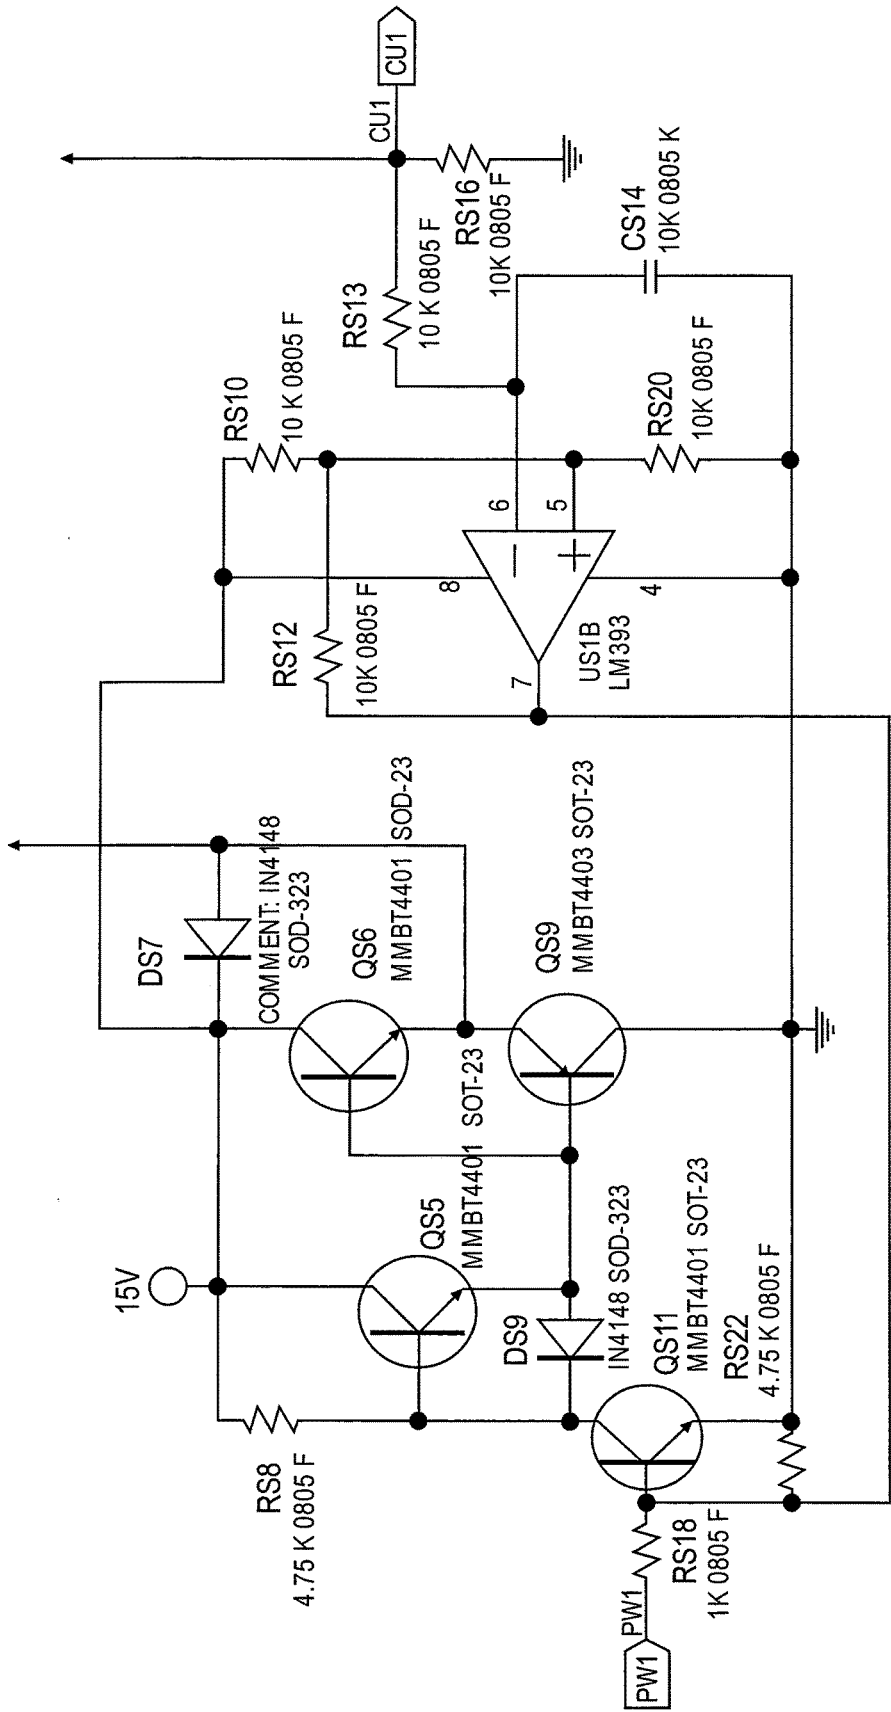 PW1
PW1
RS18
1K 0805 F
RS8
4.75 K 0805 F
15V
QS5
MMBT4401 SOT-23
DS9
IN4148 SOD-323
QS11
MMBT4401 SOT-23
RS22
4.75 K 0805 F
DS7
COMMENT: IN4148
SOD-323
QS6
MMBT4401 SOD-23
QS9
MMBT4403 SOT-23
RS12
10K 0805 F
RS10
10 K 0805 F
8
7
6
5
4
US1B
LM393
RS20
10K 0805 F
RS13
10 K 0805 F
RS16
10K 0805 F
CS14
10K 0805 K
CU1
CU1